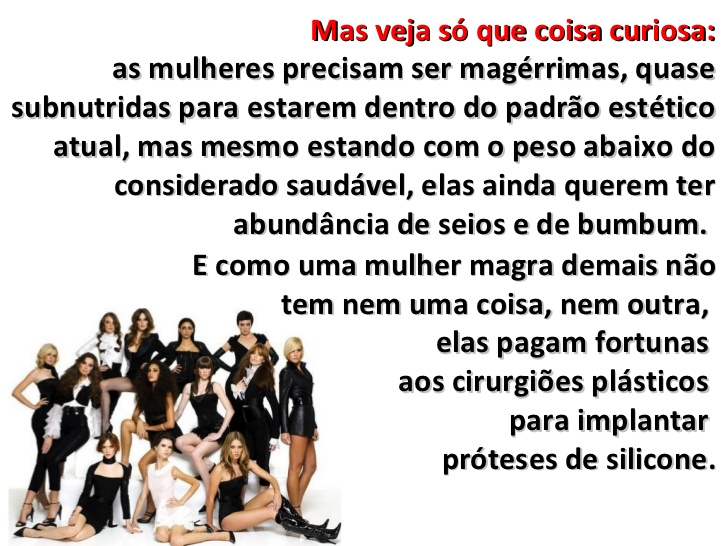 Mas veja só que coisa curiosa:
as mulheres precisam ser magérrimas, quase
subnutridas para estarem dentro do padrão estético
atual, mas mesmo estando com o peso abaixo do
considerado saudável, elas ainda querem ter
abundância de seios e de bumbum.
E como uma mulher magra demais não
tem nem uma coisa, nem outra,
elas pagam fortunas
aos cirurgiões plásticos
para implantar
próteses de silicone.